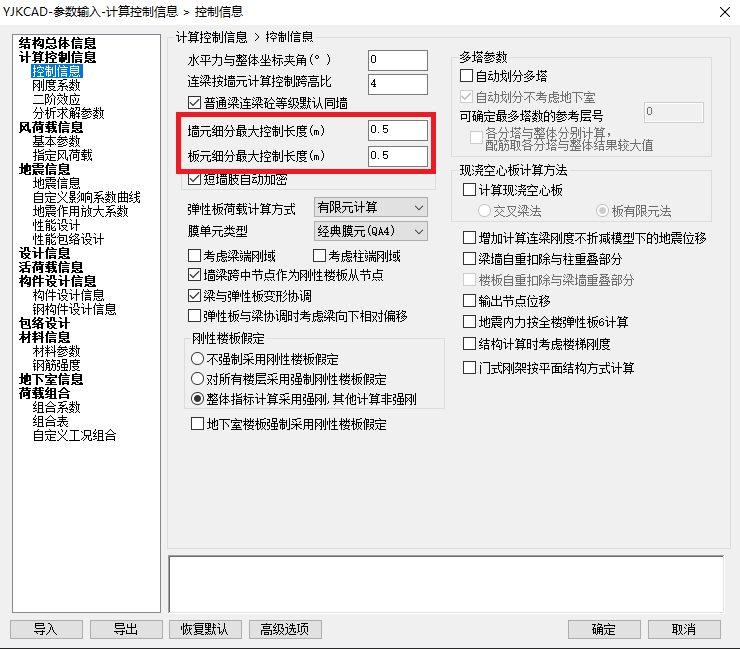 YJKCAD-参数输入-计算控制信息 > 控制信息
结构总体信息
计算控制信息
控制信息
刚度系数
二阶效应
分析求解参数
风荷载信息
基本参数
指定风荷载
地震信息
地震信息
自定义影响系数曲线
地震作用放大系数
性能设计
性能包络设计
设计信息
活荷载信息
构件设计信息
构件设计信息
钢构件设计信息
包络设计
材料信息
材料参数
钢筋强度
地下室信息
荷载组合
组合系数
组合表
自定义工况组合
计算控制信息 > 控制信息
水平力与整体坐标夹角(°) 0
连梁按墙元计算控制跨高比 4
普通梁连梁砼等级默认同墙
墙元细分最大控制长度(m) 0.5
板元细分最大控制长度(m) 0.5
短墙肢自动加密
弹性板荷载计算方式 有限元计算
膜单元类型 经典膜元(QA4)
考虑梁端刚域 考虑柱端刚域
墙梁跨中节点作为刚性楼板从节点
梁与弹性板变形协调
弹性板与梁协调时考虑梁向下相对偏移
刚性楼板假定
不强制采用刚性楼板假定
对所有楼层采用强制刚性楼板假定
整体指标计算采用强刚,其他计算非强刚
地下室楼板强制采用刚性楼板假定
多塔参数
自动划分多塔
自动划分不考虑地下室
可确定最多塔数的参考层号 0
各分塔与整体分别计算,
配筋取各分塔与整体结果较大值
现浇空心板计算方法
计算现浇空心板
交叉梁法 板有限元法
增加计算连梁刚度不折减模型下的地震位移
梁墙自重扣除与柱重叠部分
楼板自重扣除与梁墙重叠部分
输出节点位移
地震内力按全楼弹性板6计算
结构计算时考虑楼梯刚度
门式刚架按平面结构方式计算
导入 导出 恢复默认 高级选项 确定 取消